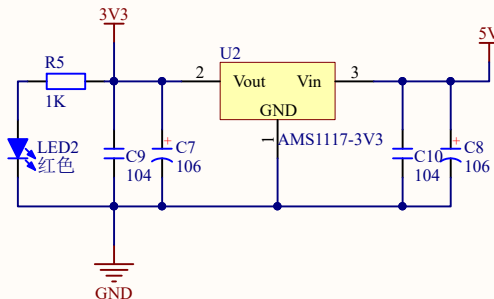 3V3
5V
R5
1K
U2
2
Vout
Vin
3
GND
1
AMS1117-3V3
LED2
红色
C9
104
C7
106
C10
104
C8
106
GND